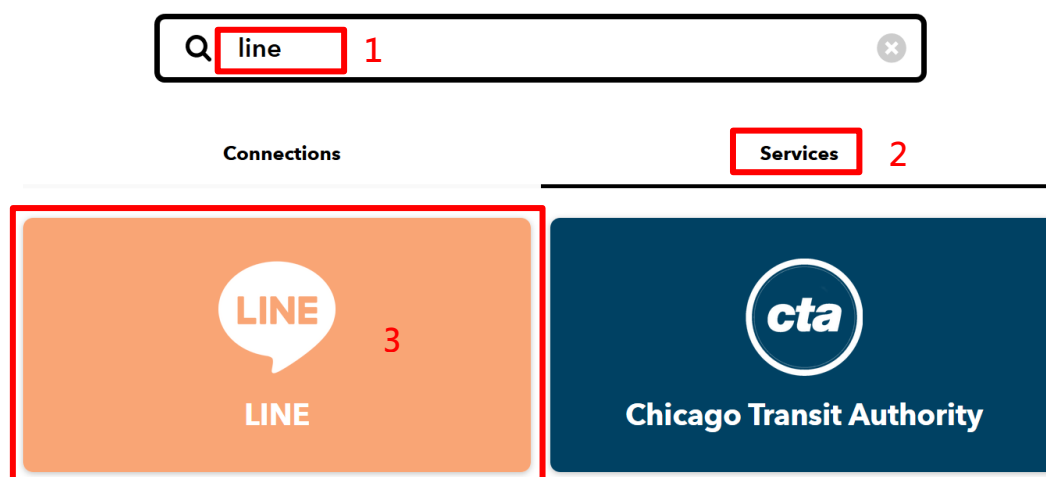 line 1
Connections
Services 2
LINE
3
LINE
cta
Chicago Transit Authority